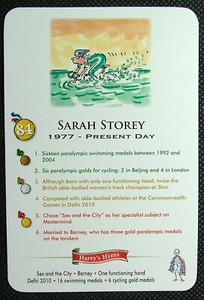 SARAH STOREY
1977 - PRESENT DAY
84
1. Sixteen paralympic swimming medals between 1992
and 2004
2. Six paralympic golds for cycling: 2 in Beijing and 4 in London
3. Although born with only one functioning hand, twice the
British able-bodied women's track champion at 3km
4. Competed with able-bodied athletes at the Commonwealth
Games in Delhi 2010
5. Chose "Sex and the City" as her specialist subject on
Mastermind
6. Married to Barney, who has three gold paralympic medals
on the tandem
Harry's Hints
Sex and the City • Barney • One functioning hand
Delhi 2010 • 16 swimming medals • 6 cycling gold medals